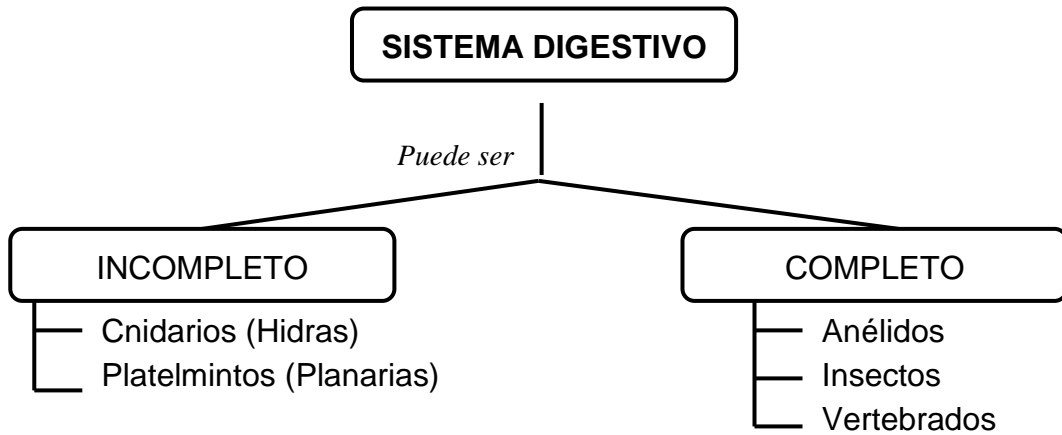 SISTEMA DIGESTIVO
Puede ser
INCOMPLETO
Cnidarios (Hidras)
Platelmintos (Planarias)
COMPLETO
Anélidos
Insectos
Vertebrados